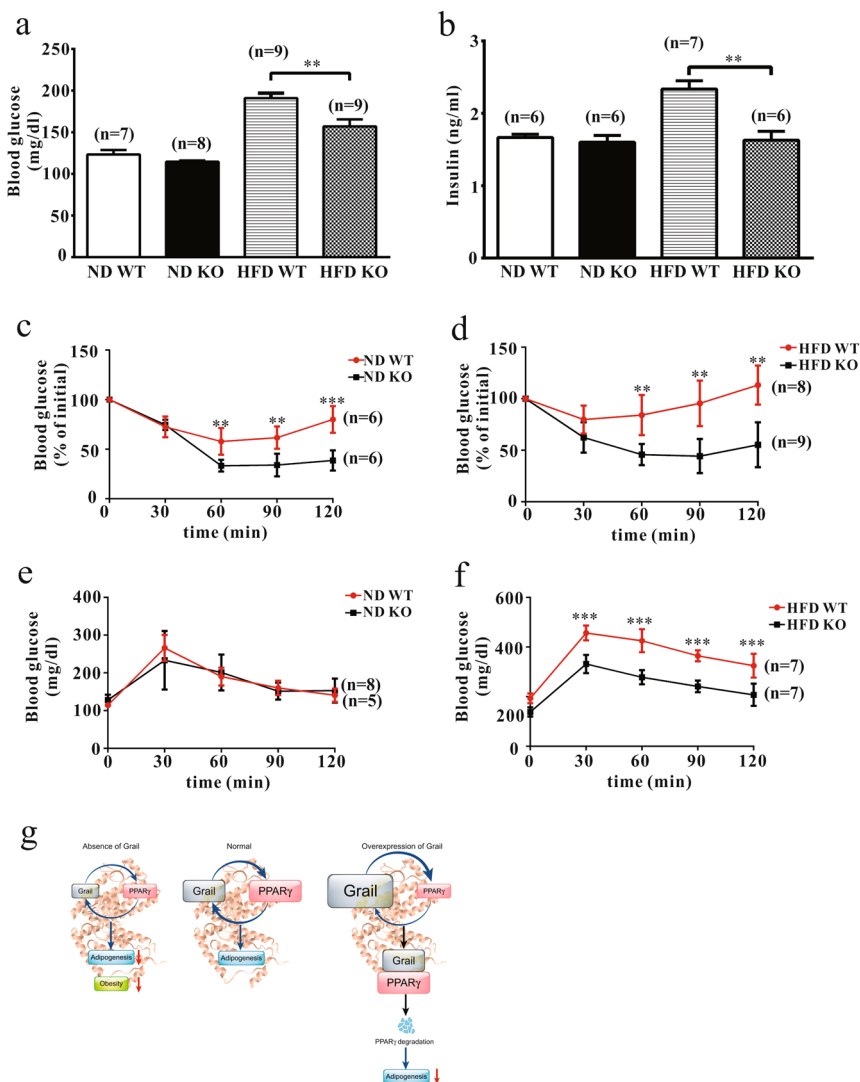 a
Blood glucose
(mg/dl)
250
200
150
100
50
0
(n=7)
(n=8)
(n=9)
**
(n=9)
ND WT ND KO HFD WT HFD KO
b
Insulin (ng/ml)
3
2
1
0
(n=6)
(n=6)
(n=7)
**
(n=6)
ND WT ND KO HFD WT HFD KO
c
Blood glucose
(% of initial)
150
100
50
0
ND WT
ND KO
** ** ***
(n=6)
(n=6)
0 30 60 90 120
time (min)
d
Blood glucose
(% of initial)
150
100
50
0
HFD WT
HFD KO
** ** **
(n=8)
(n=9)
0 30 60 90 120
time (min)
e
Blood glucose
(mg/dl)
400
300
200
100
0
ND WT
ND KO
(n=8)
(n=5)
0 30 60 90 120
time (min)
f
Blood glucose
(mg/dl)
600
400
200
0
HFD WT
HFD KO
*** *** *** ***
(n=7)
(n=7)
0 30 60 90 120
time (min)
g
Absence of Grail
Grail PPARγ
Adipogenesis
Obesity
Normal
Grail PPARγ
Adipogenesis
Overexpression of Grail
Grail PPARγ
Grail
PPARγ
PPARγ degradation
Adipogenesis